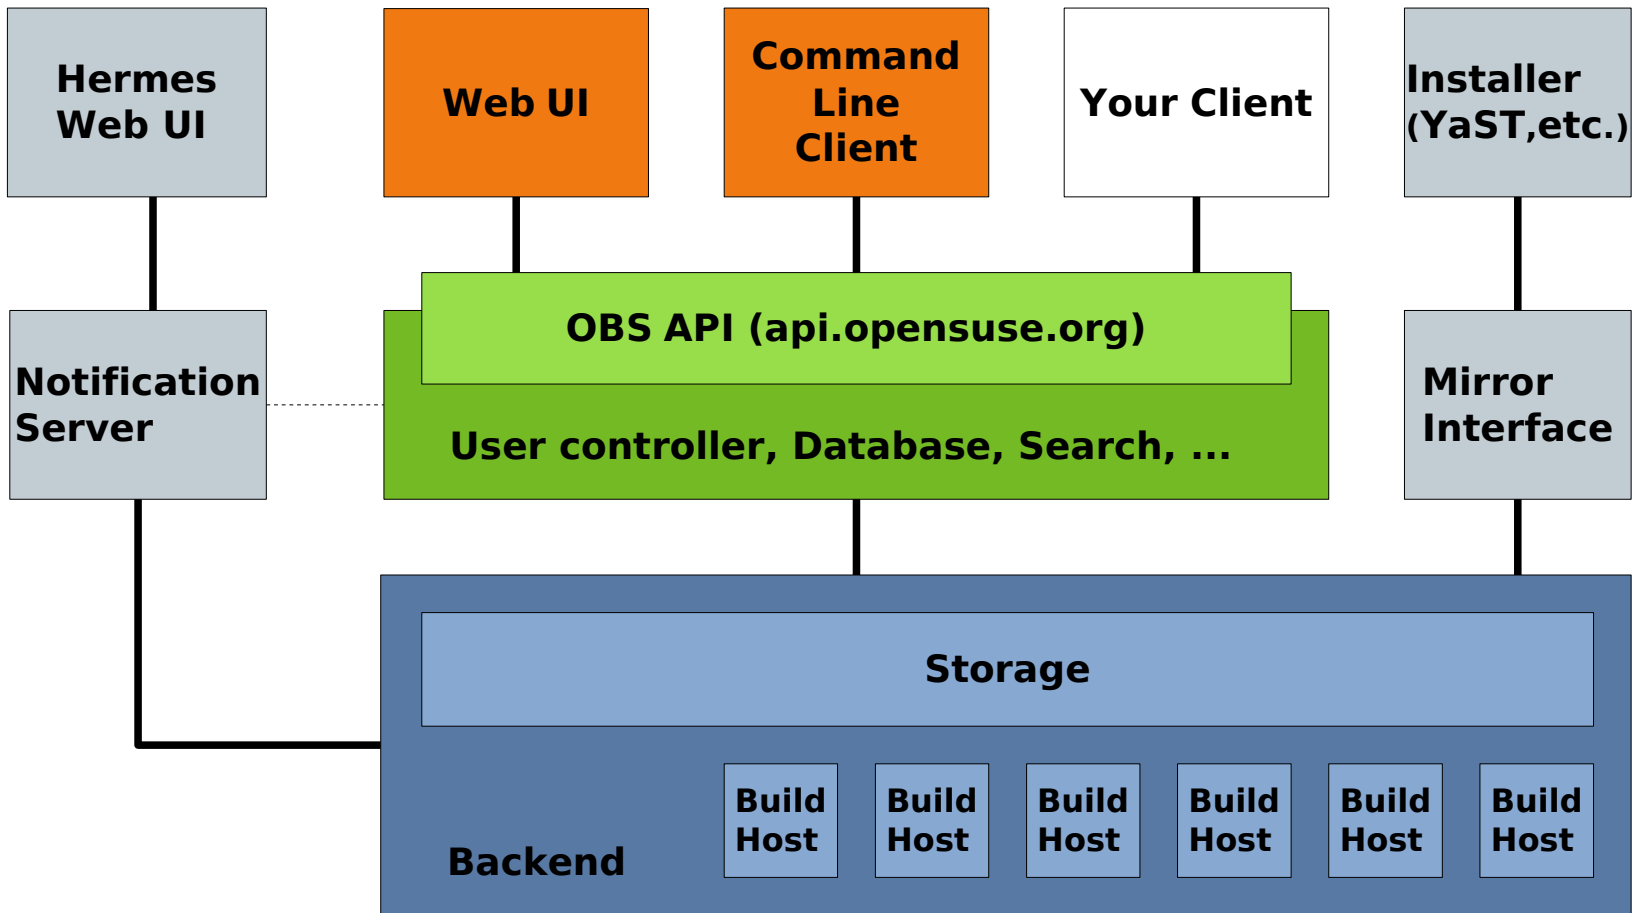 Hermes
Web UI
Web UI
Command
Line
Client
Your Client
Installer
(YaST,etc.)
OBS API (api.opensuse.org)
Notification
Server
User controller, Database, Search, ...
Mirror
Interface
Storage
Build
Host
Build
Host
Build
Host
Build
Host
Build
Host
Build
Host
Backend